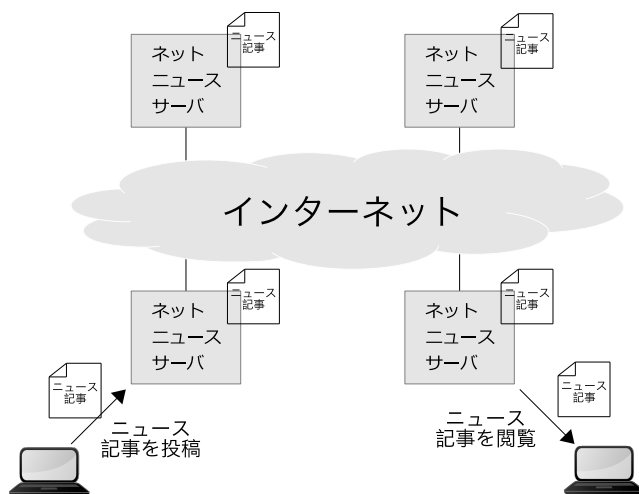 ニュース
記事
ネット
ニュース
サーバ
ニュース
記事
ネット
ニュース
サーバ
インターネット
ニュース
記事
ネット
ニュース
サーバ
ニュース
記事
ネット
ニュース
サーバ
ニュース
記事
ニュース
記事を投稿
ニュース
記事を閲覧
ニュース
記事